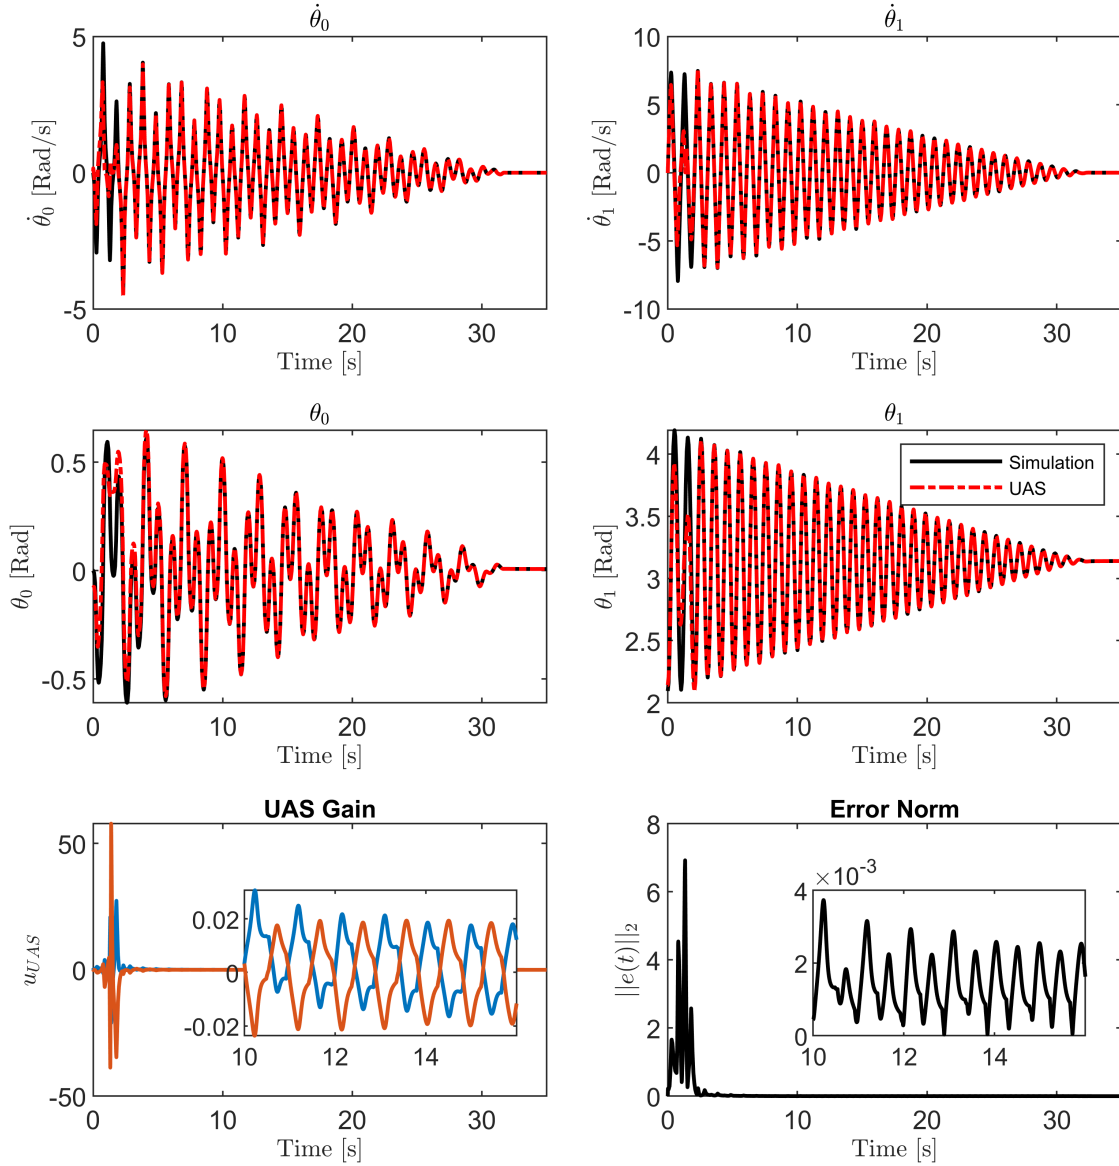 θ̇₀
θ̇₁
5
0
-5
θ̇₀ [Rad/s]
0 10 20 30
Time [s]
10
5
0
-5
-10
θ̇₁ [Rad/s]
0 10 20 30
Time [s]
θ₀
θ₁
0.5
0
-0.5
θ₀ [Rad]
0 10 20 30
Time [s]
4
3.5
3
2.5
2
θ₁ [Rad]
Simulation
UAS
0 10 20 30
Time [s]
UAS Gain
50
0
-50
u_UAS
0.02
0
-0.02
10 12 14
0 10 20 30
Time [s]
Error Norm
8
6
4
2
0
||e(t)||₂
×10⁻³
4
2
0
10 12 14
0 10 20 30
Time [s]